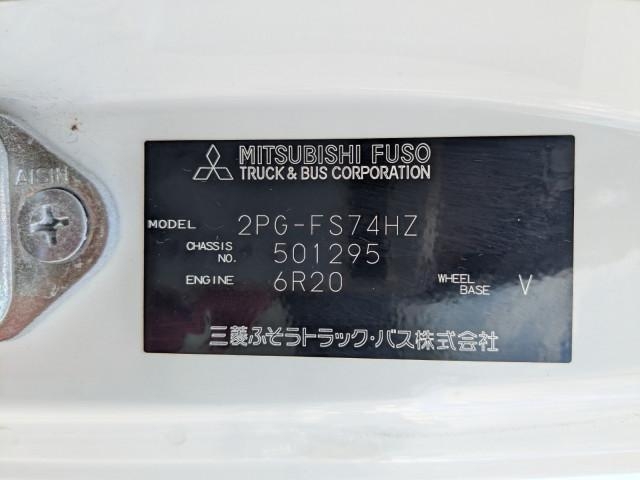 AISIN
MITSUBISHI FUSO
TRUCK & BUS CORPORATION
MODEL 2PG-FS74HZ
CHASSIS NO. 501295
ENGINE 6R20 WHEEL BASE V
三菱ふそうトラック・バス株式会社